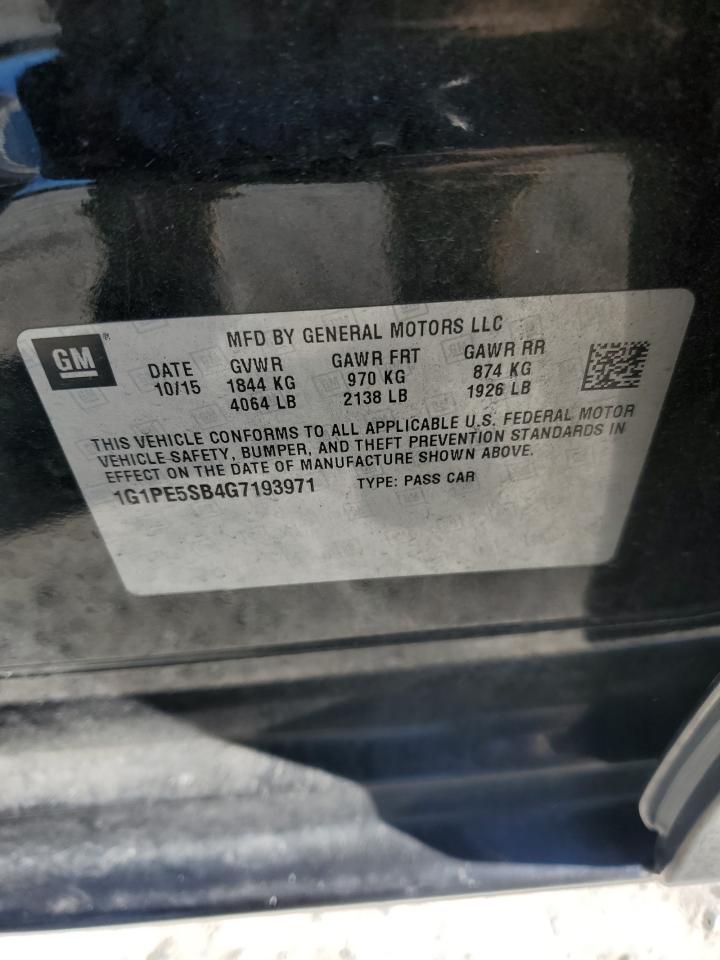 GM®
MFD BY GENERAL MOTORS LLC
DATE GVWR GAWR FRT GAWR RR
10/15 1844 KG 970 KG 874 KG
4064 LB 2138 LB 1926 LB
THIS VEHICLE CONFORMS TO ALL APPLICABLE U.S. FEDERAL MOTOR
VEHICLE SAFETY, BUMPER, AND THEFT PREVENTION STANDARDS IN
EFFECT ON THE DATE OF MANUFACTURE SHOWN ABOVE.
1G1PE5SB4G7193971 TYPE: PASS CAR